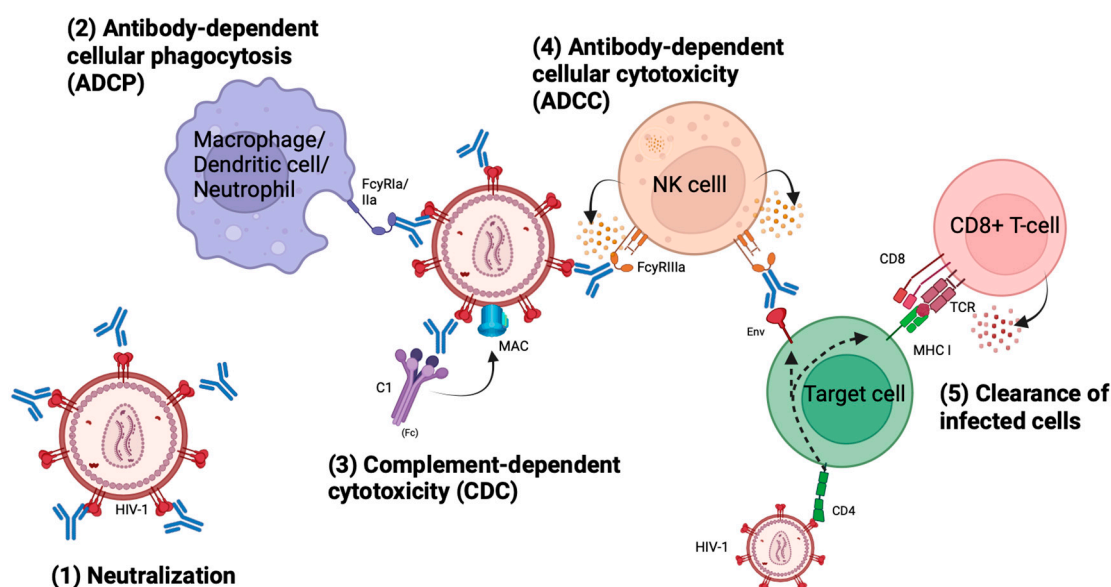 (2) Antibody-dependent
cellular phagocytosis
(ADCP)
Macrophage/
Dendritic cell/
Neutrophil
FcyRIa/
IIa
(4) Antibody-dependent
cellular cytotoxicity
(ADCC)
NK celll
FcyRIIIa
CD8+ T-cell
CD8
TCR
MHC I
Env
MAC
C1
(Fc)
Target cell
(5) Clearance of
infected cells
(3) Complement-dependent
cytotoxicity (CDC)
HIV-1
CD4
HIV-1
(1) Neutralization